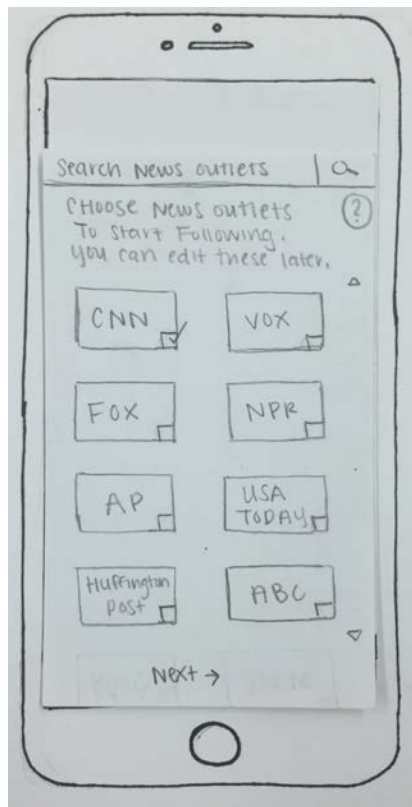 Search News outlets
CHOOSE News outlets
?
To Start Following.
you can edit these later.
CNN
VOX
FOX
NPR
AP
USA
TODAY
Huffington
Post
ABC
Next →